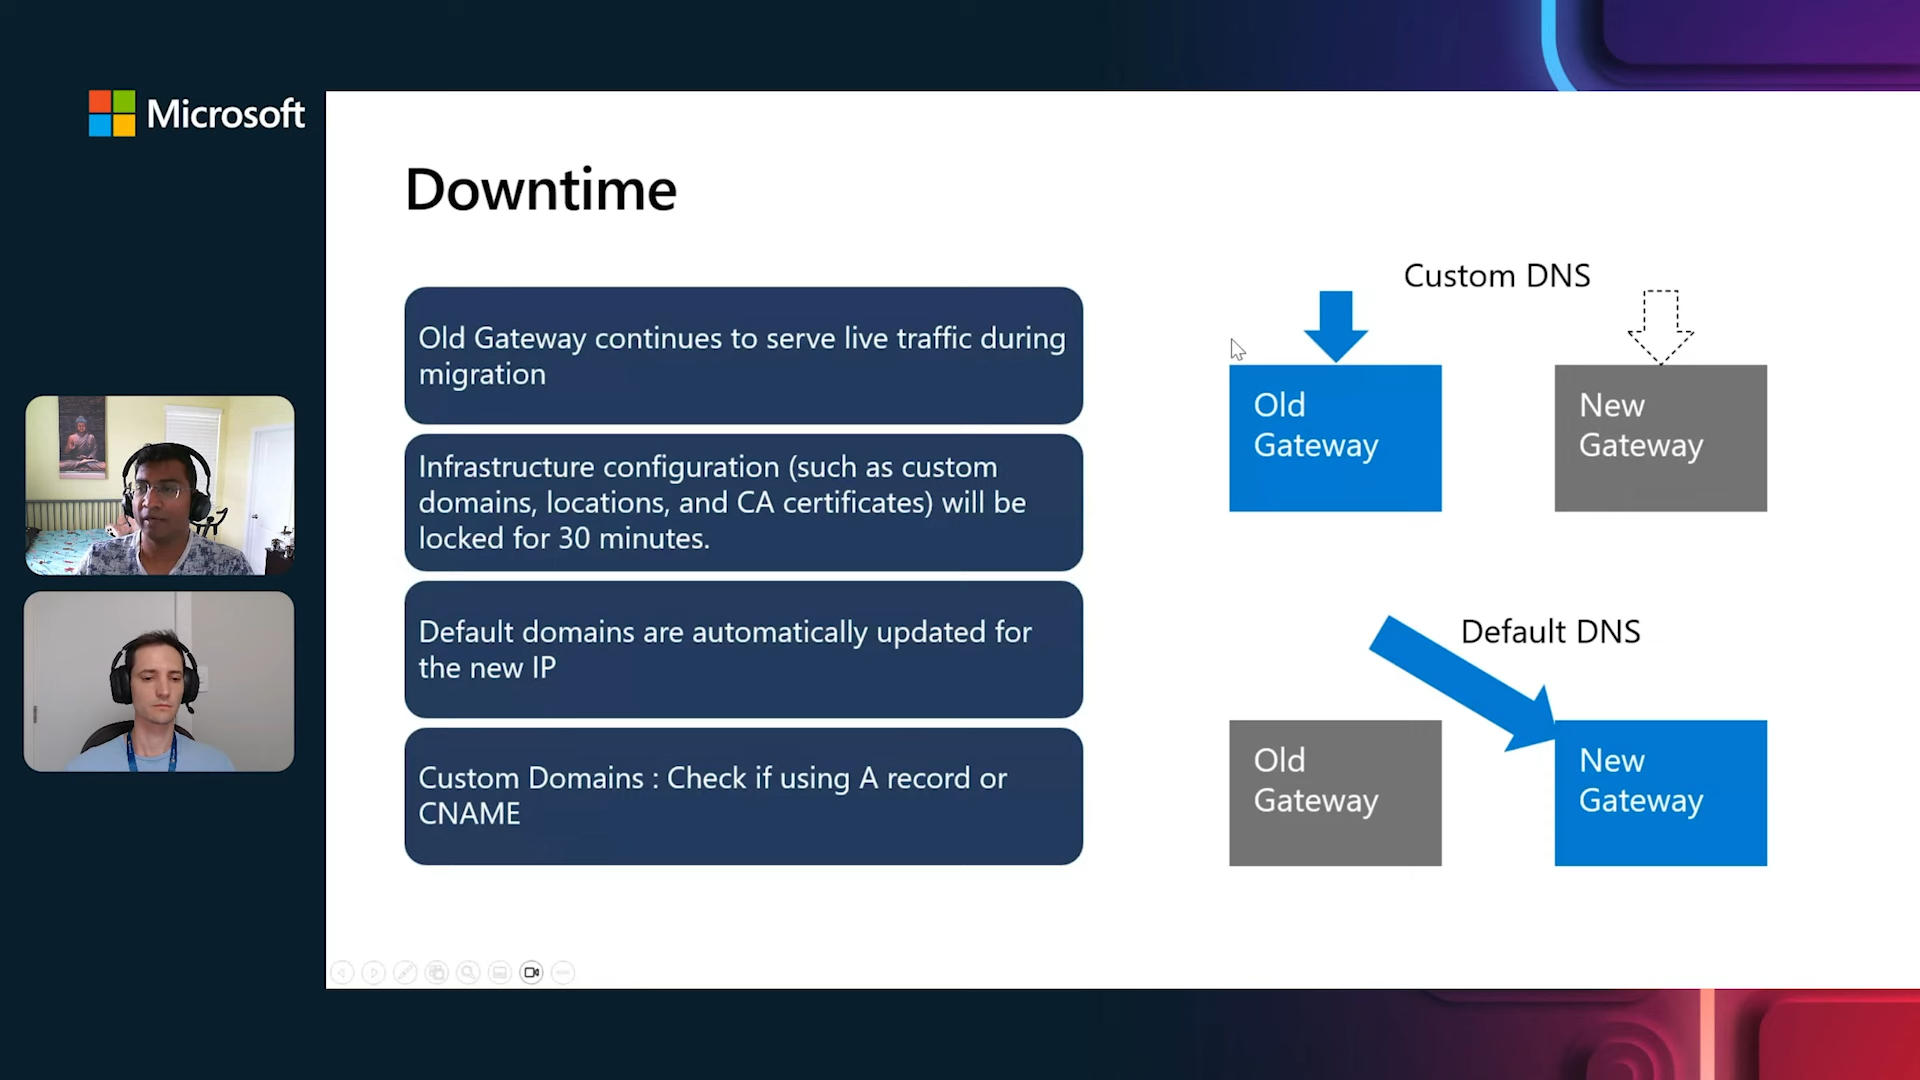 Microsoft
Downtime
Old Gateway continues to serve live traffic during
migration
Infrastructure configuration (such as custom
domains, locations, and CA certificates) will be
locked for 30 minutes.
Default domains are automatically updated for
the new IP
Custom Domains : Check if using A record or
CNAME
Custom DNS
Old
Gateway
New
Gateway
Default DNS
Old
Gateway
New
Gateway